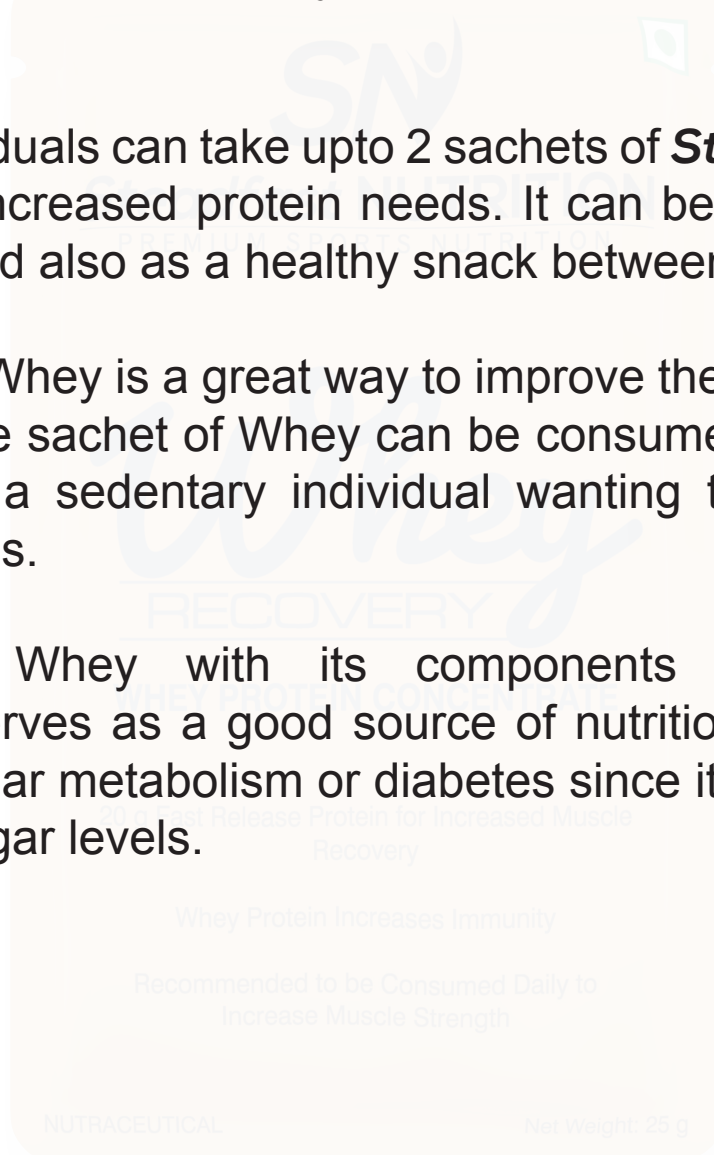 duals can take upto 2 sachets of St
ncreased protein needs. It can be
d also as a healthy snack between
Whey is a great way to improve the
e sachet of Whey can be consume
a sedentary individual wanting t
s.
Whey with its components
rves as a good source of nutritio
ar metabolism or diabetes since it
gar levels.
SN
Steadfast NUTRITION
PREMIUM SPORTS NUTRITION
Whey
RECOVERY
WHEY PROTEIN CONCENTRATE
20 g Fast Release Protein for Increased Muscle
Recovery
Whey Protein Increases Immunity
Recommended to be Consumed Daily to
Increase Muscle Strength
NUTRACEUTICAL
Net Weight: 25 g